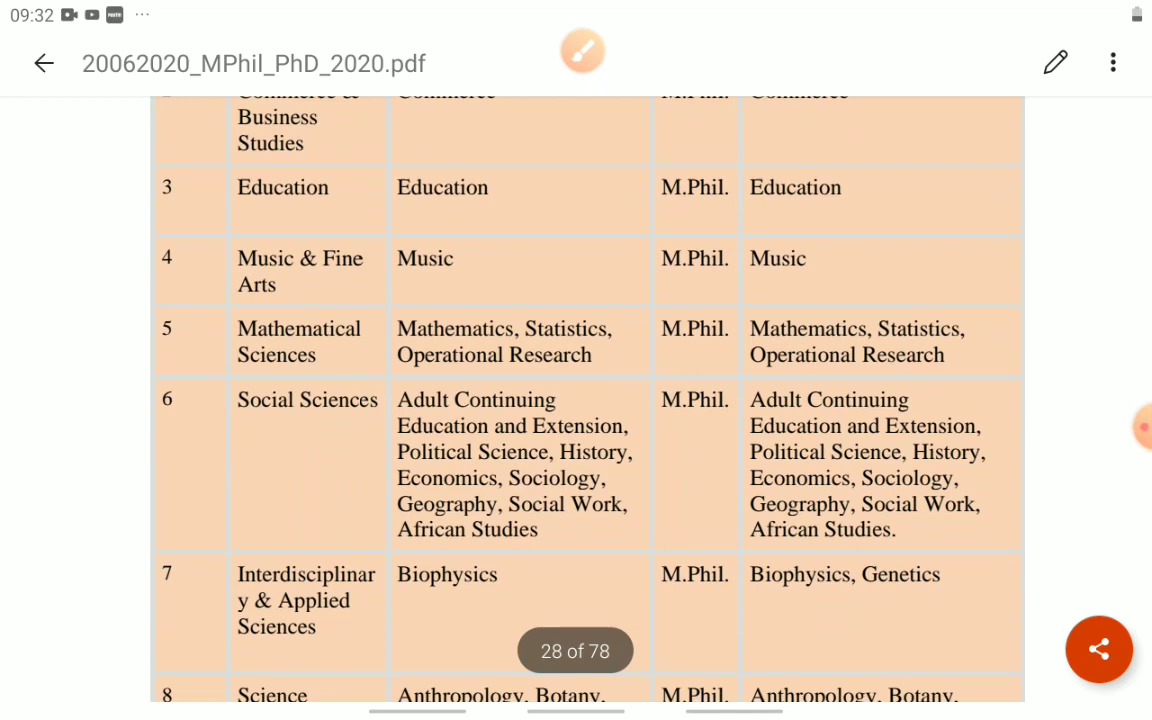 09:32
20062020_MPhil_PhD_2020.pdf
Commerce & Commerce M.Phil. Commerce
Business
Studies
3 Education Education M.Phil. Education
4 Music & Fine Music M.Phil. Music
Arts
5 Mathematical Mathematics, Statistics, M.Phil. Mathematics, Statistics,
Sciences Operational Research Operational Research
6 Social Sciences Adult Continuing M.Phil. Adult Continuing
Education and Extension, Education and Extension,
Political Science, History, Political Science, History,
Economics, Sociology, Economics, Sociology,
Geography, Social Work, Geography, Social Work,
African Studies African Studies.
7 Interdisciplinar Biophysics M.Phil. Biophysics, Genetics
y & Applied
Sciences
28 of 78
8 Science Anthropology, Botany, M.Phil. Anthropology, Botany,